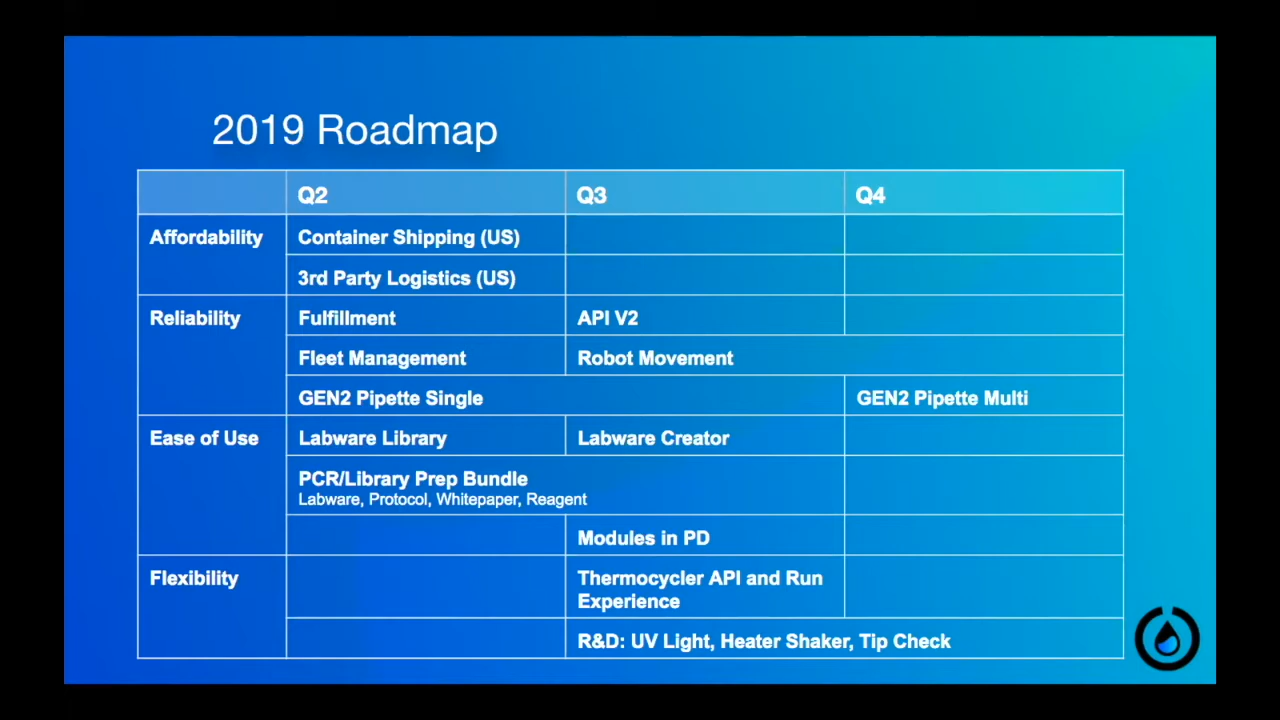 2019 Roadmap
Q2 Q3 Q4
Affordability Container Shipping (US)
3rd Party Logistics (US)
Reliability Fulfillment API V2
Fleet Management Robot Movement
GEN2 Pipette Single GEN2 Pipette Multi
Ease of Use Labware Library Labware Creator
PCR/Library Prep Bundle
Labware, Protocol, Whitepaper, Reagent
Modules in PD
Flexibility Thermocycler API and Run
Experience
R&D: UV Light, Heater Shaker, Tip Check